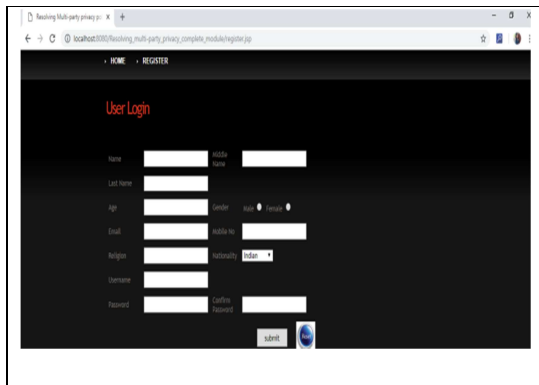 Resolving Multi-party privacy po
localhost:8080/Resolving_multi-party_privacy_complete_module/register.jsp
HOME REGISTER
User Login
Name Middle Name
Last Name
Age Gender Male Female
Email Mobile No
Religion Nationality Indian
Username
Password Confirm Password
submit